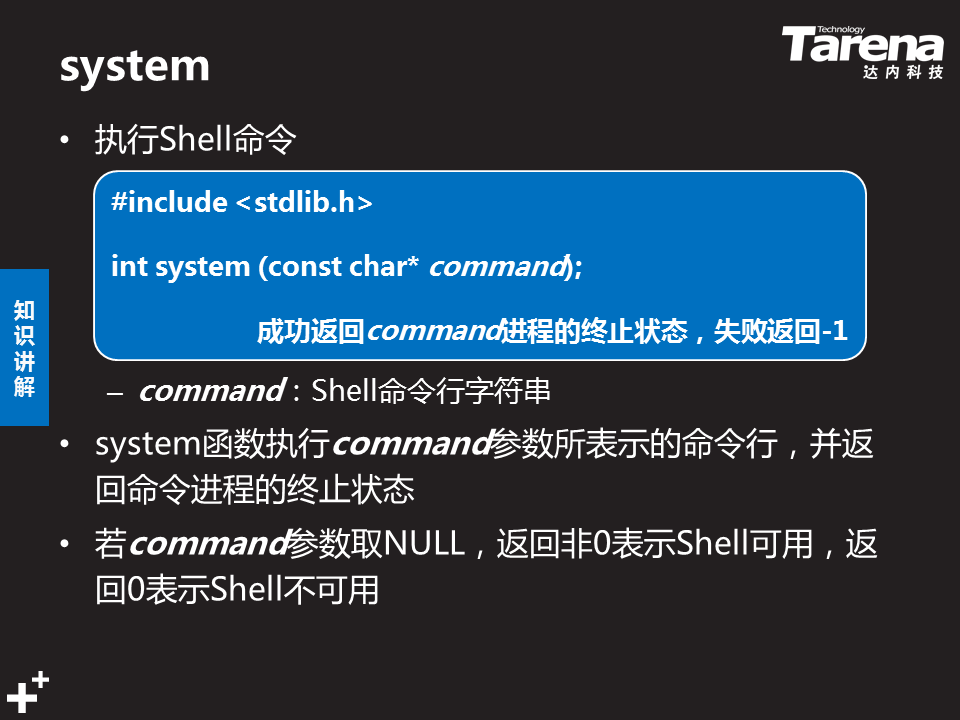 Technology
Tarena
达内科技
system
• 执行Shell命令
#include <stdlib.h>
int system (const char* command);
成功返回command进程的终止状态，失败返回-1
– command：Shell命令行字符串
• system函数执行command参数所表示的命令行，并返
回命令进程的终止状态
• 若command参数取NULL，返回非0表示Shell可用，返
回0表示Shell不可用
知
识
讲
解